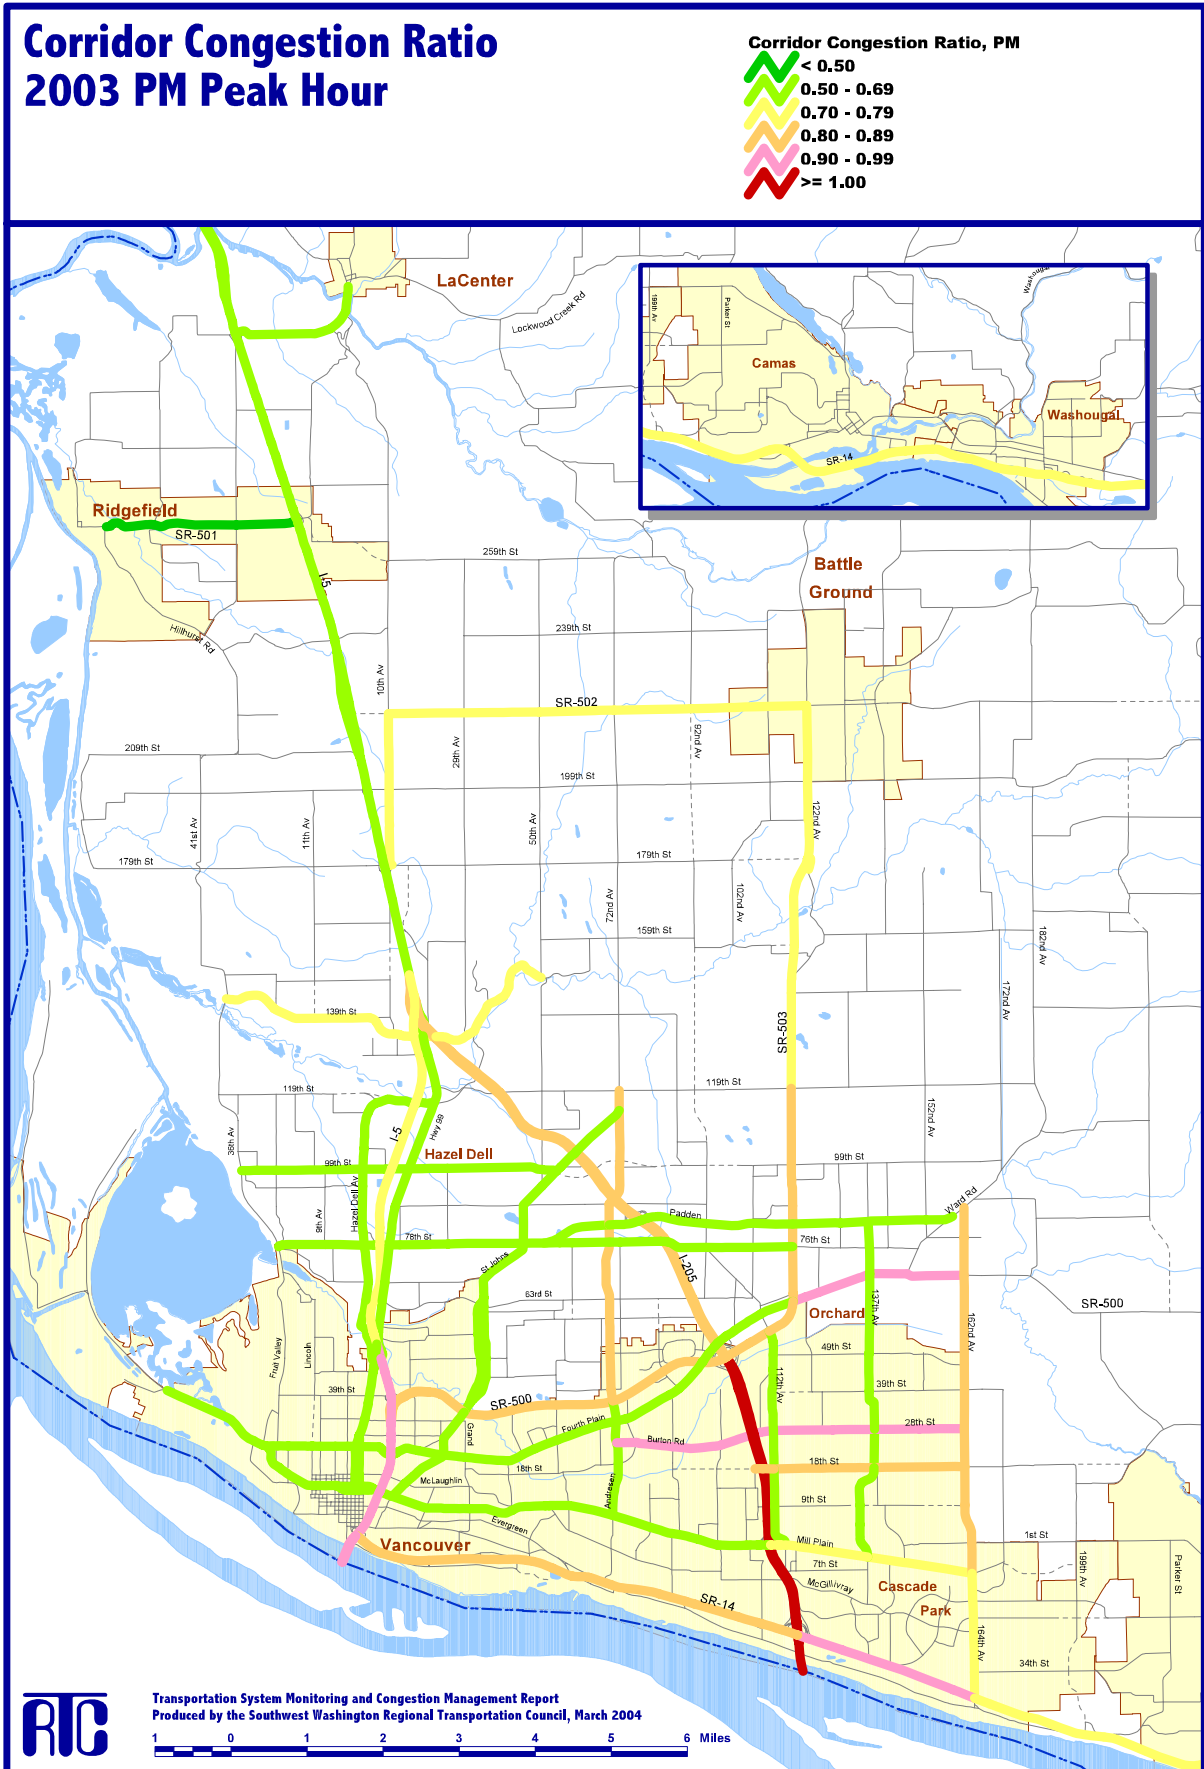 Corridor Congestion Ratio
2003 PM Peak Hour
Corridor Congestion Ratio, PM
< 0.50
0.50 - 0.69
0.70 - 0.79
0.80 - 0.89
0.90 - 0.99
>= 1.00
LaCenter
Lockwood Creek Rd
199th Av
Parker St
Washougal
Camas
Washougal
SR-14
Ridgefield
SR-501
I-5
259th St
Battle
Ground
Hillhurst Rd
239th St
10th Av
SR-502
209th St
29th Av
92nd Av
199th St
41st Av
11th Av
50th Av
122nd Av
179th St
179th St
72nd Av
102nd Av
159th St
182nd Av
172nd Av
139th St
SR-503
119th St
119th St
36th Av
I-5
Hwy 99
152nd Av
Hazel Dell
99th St
99th St
Hazel Dell Av
9th Av
Padden
Ward Rd
78th St
76th St
St Johns
I-205
63rd St
137th Av
Orchard
SR-500
162nd Av
Fruit Valley
Lincoln
49th St
39th St
112th Av
39th St
SR-500
Grand
Fourth Plain
28th St
Burton Rd
18th St
18th St
McLaughlin
Andresen
9th St
Evergreen
Mill Plain
1st St
Vancouver
7th St
199th Av
Parker St
McGillivray
Cascade
Park
SR-14
164th Av
34th St
RTC
Transportation System Monitoring and Congestion Management Report
Produced by the Southwest Washington Regional Transportation Council, March 2004
1 0 1 2 3 4 5 6 Miles